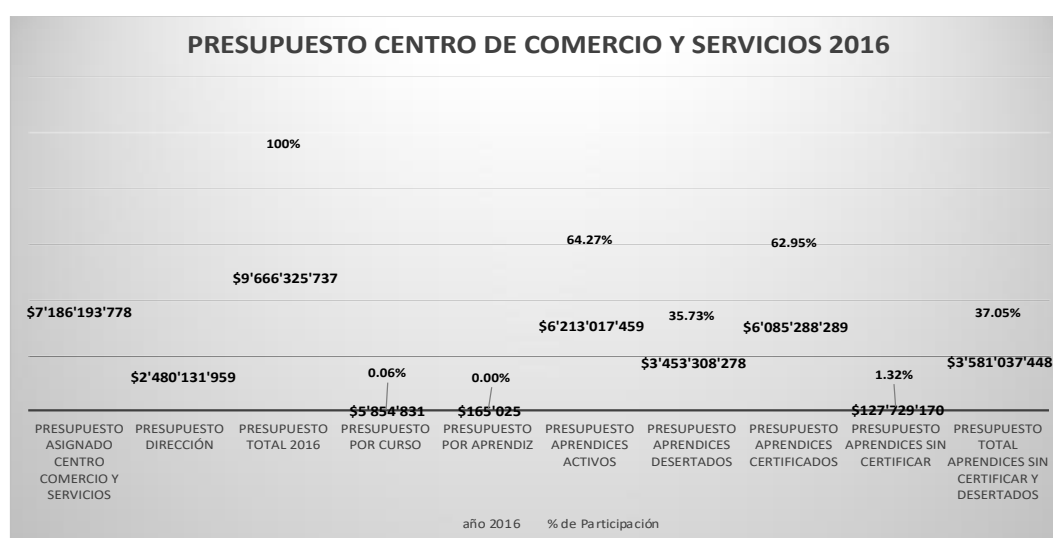 PRESUPUESTO CENTRO DE COMERCIO Y SERVICIOS 2016
100%
64.27%
62.95%
$9'666'325'737
$7'186'193'778
35.73%
37.05%
$6'213'017'459
$6'085'288'289
$3'453'308'278
$3'581'037'448
$2'480'131'959
0.06%
0.00%
1.32%
$5'854'831
$165'025
$127'729'170
PRESUPUESTO
ASIGNADO
CENTRO
COMERCIO Y
SERVICIOS
PRESUPUESTO
DIRECCIÓN
PRESUPUESTO
TOTAL 2016
PRESUPUESTO
POR CURSO
PRESUPUESTO
POR APRENDIZ
PRESUPUESTO
APRENDICES
ACTIVOS
PRESUPUESTO
APRENDICES
DESERTADOS
PRESUPUESTO
APRENDICES
CERTIFICADOS
PRESUPUESTO
APRENDICES SIN
CERTIFICAR
PRESUPUESTO
TOTAL
APRENDICES SIN
CERTIFICAR Y
DESERTADOS
año 2016
% de Participación